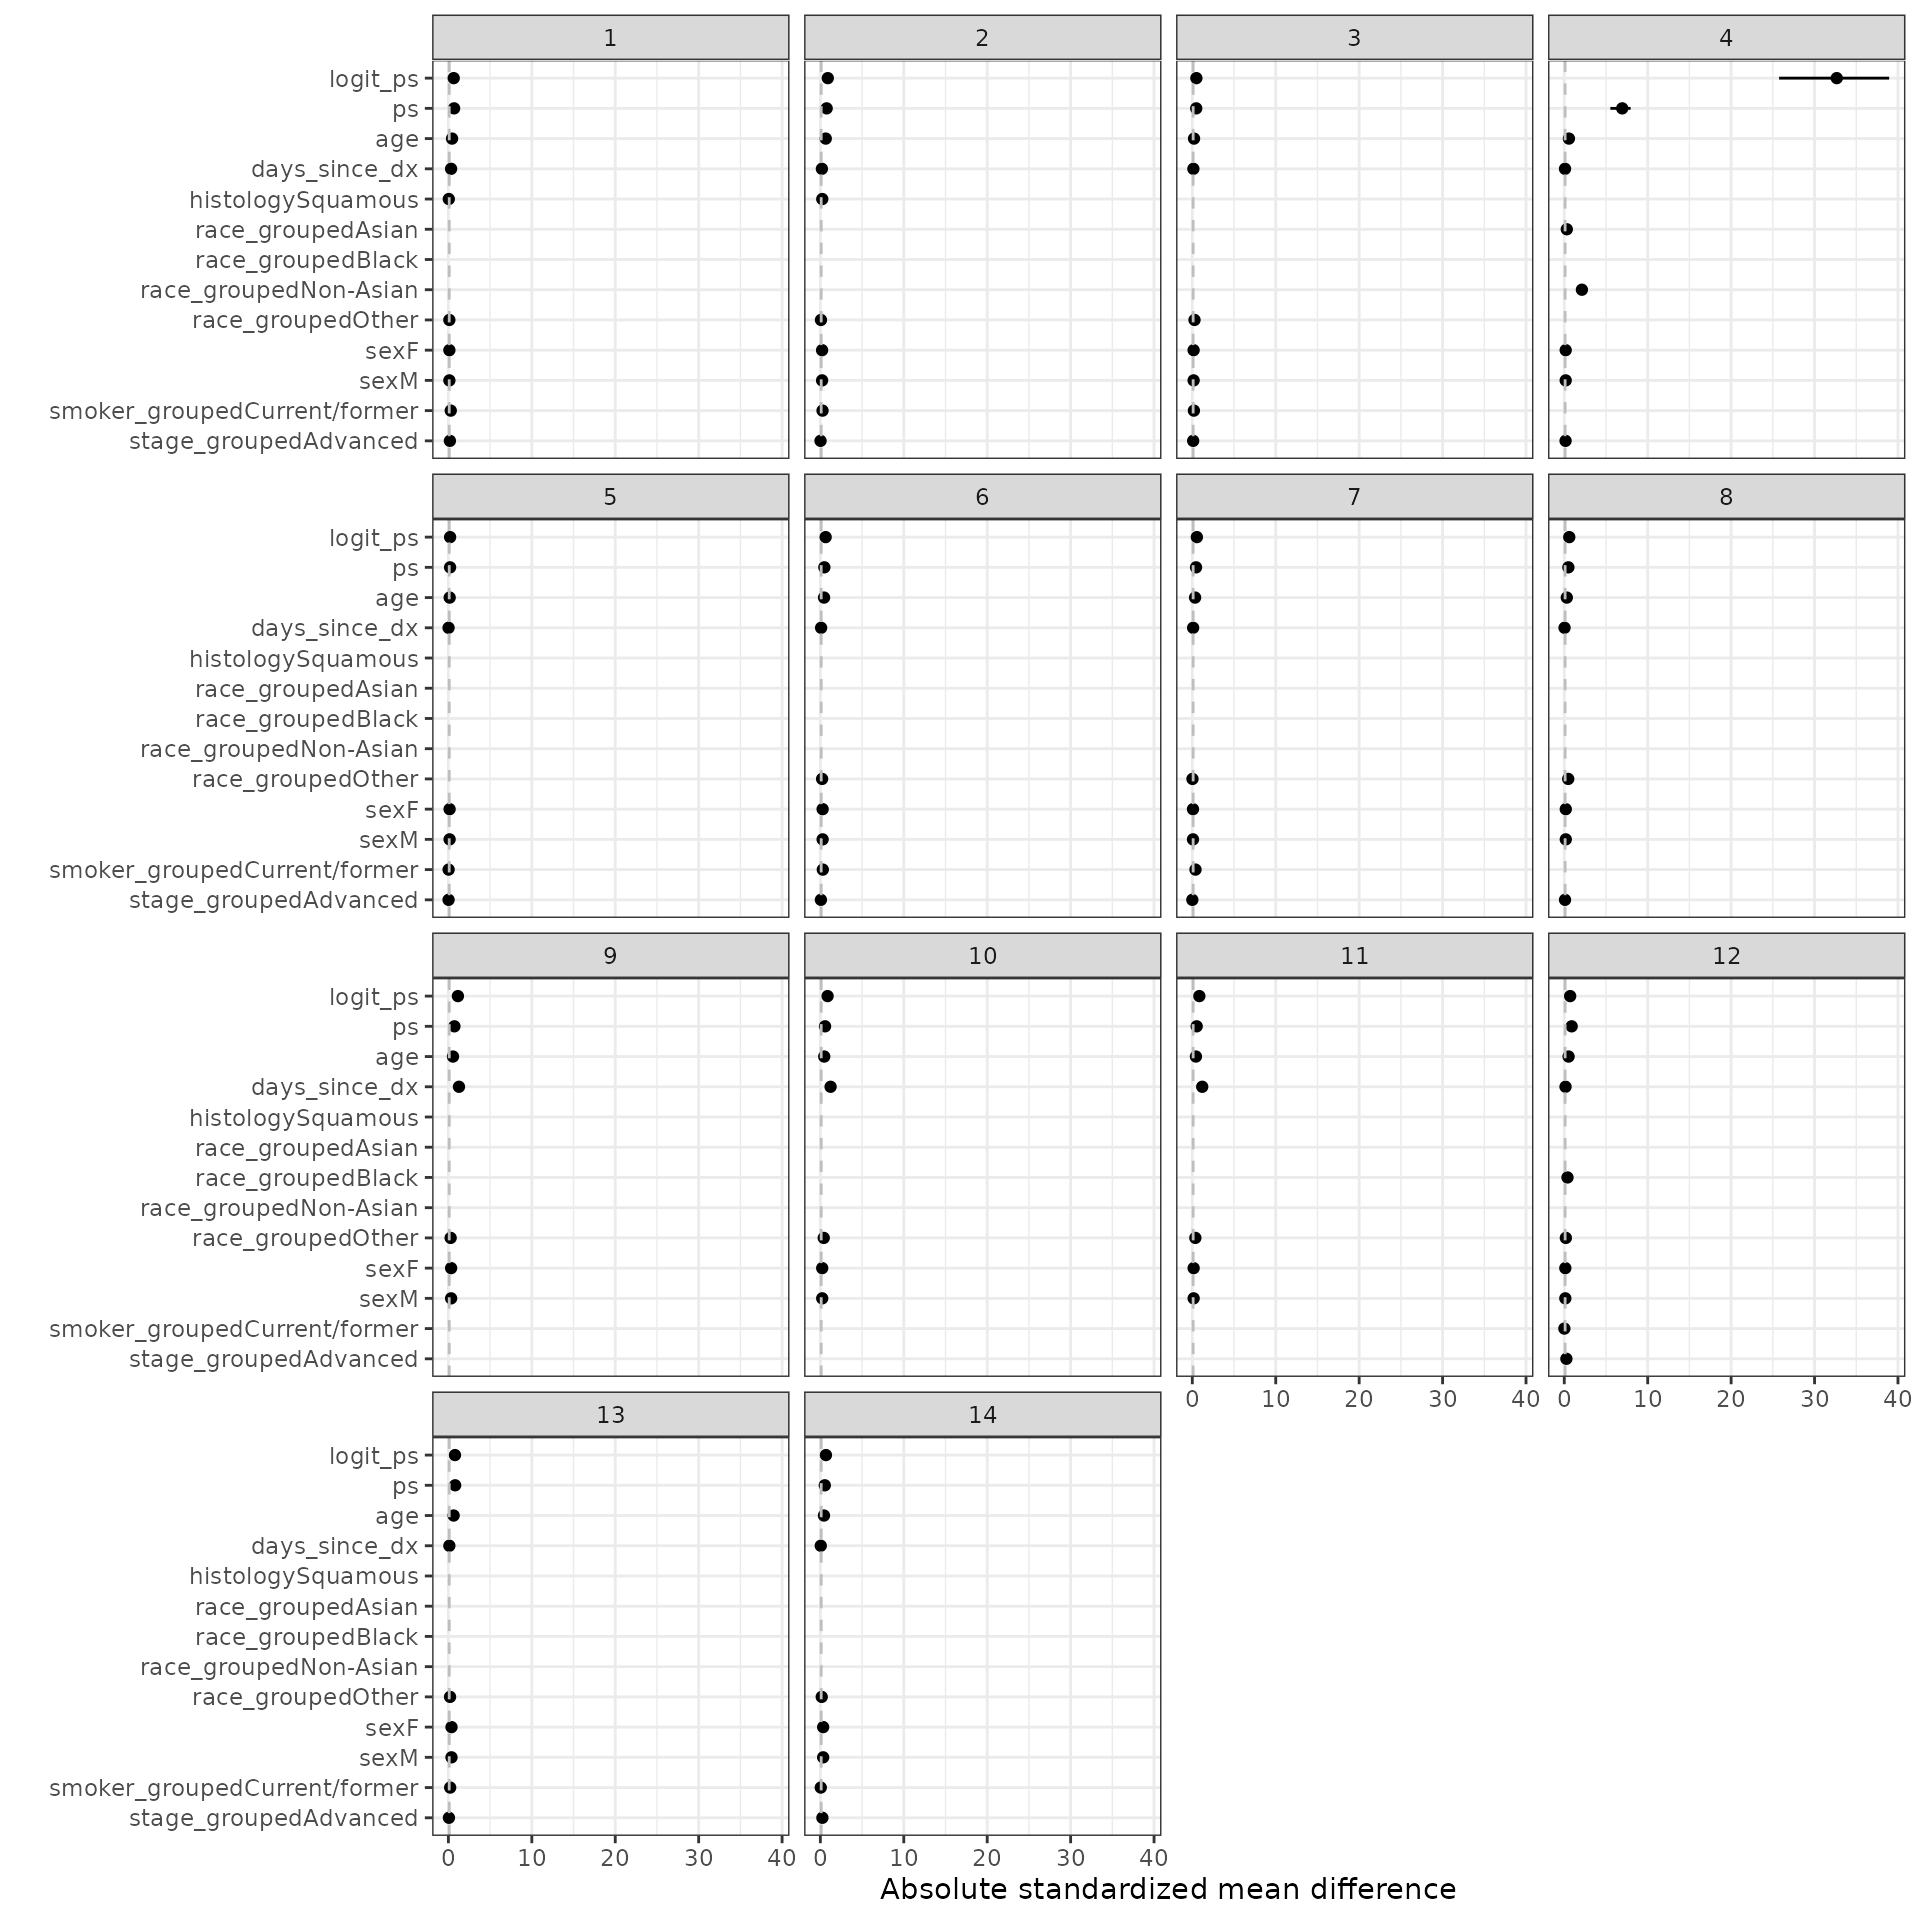 1 2 3 4
logit_ps
ps
age
days_since_dx
histologySquamous
race_groupedAsian
race_groupedBlack
race_groupedNon-Asian
race_groupedOther
sexF
sexM
smoker_groupedCurrent/former
stage_groupedAdvanced
5 6 7 8
logit_ps
ps
age
days_since_dx
histologySquamous
race_groupedAsian
race_groupedBlack
race_groupedNon-Asian
race_groupedOther
sexF
sexM
smoker_groupedCurrent/former
stage_groupedAdvanced
9 10 11 12
logit_ps
ps
age
days_since_dx
histologySquamous
race_groupedAsian
race_groupedBlack
race_groupedNon-Asian
race_groupedOther
sexF
sexM
smoker_groupedCurrent/former
stage_groupedAdvanced
0 10 20 30 40 0 10 20 30 40
13 14
logit_ps
ps
age
days_since_dx
histologySquamous
race_groupedAsian
race_groupedBlack
race_groupedNon-Asian
race_groupedOther
sexF
sexM
smoker_groupedCurrent/former
stage_groupedAdvanced
0 10 20 30 40 0 10 20 30 40
Absolute standardized mean difference